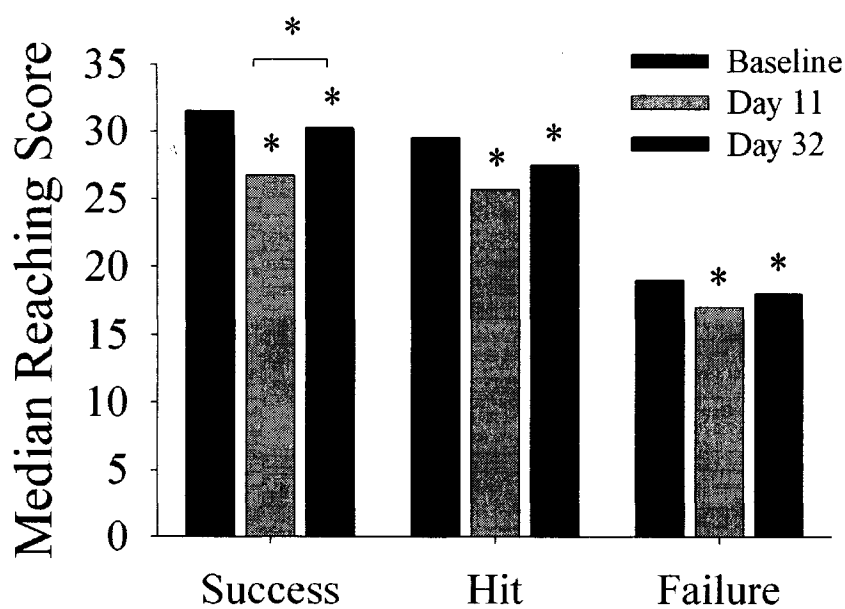 Median Reaching Score
35
30
25
20
15
10
5
0
*
*
*
*
*
*
*
Baseline
Day 11
Day 32
Success
Hit
Failure